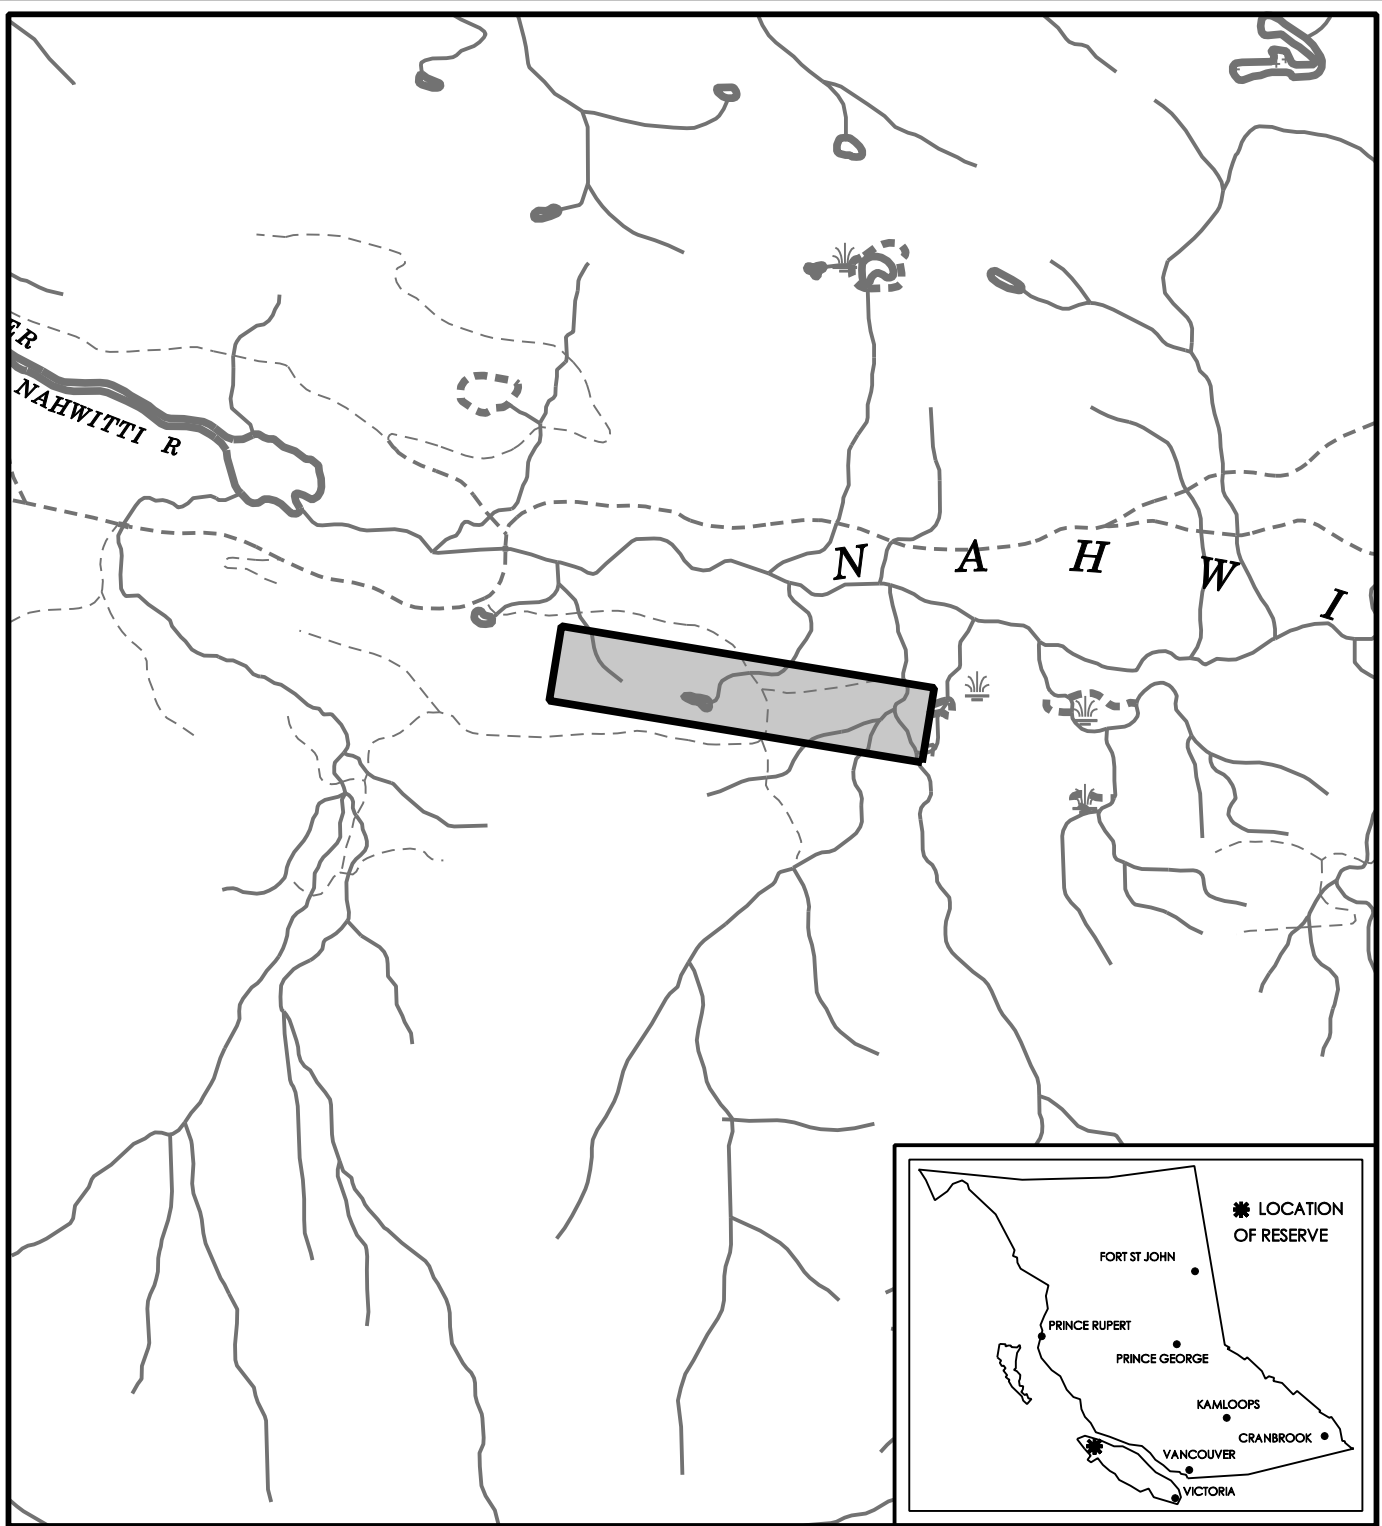 ER
NAHWITTI R
N A H W I
LOCATION
OF RESERVE
FORT ST JOHN
PRINCE RUPERT
PRINCE GEORGE
KAMLOOPS
CRANBROOK
VANCOUVER
VICTORIA